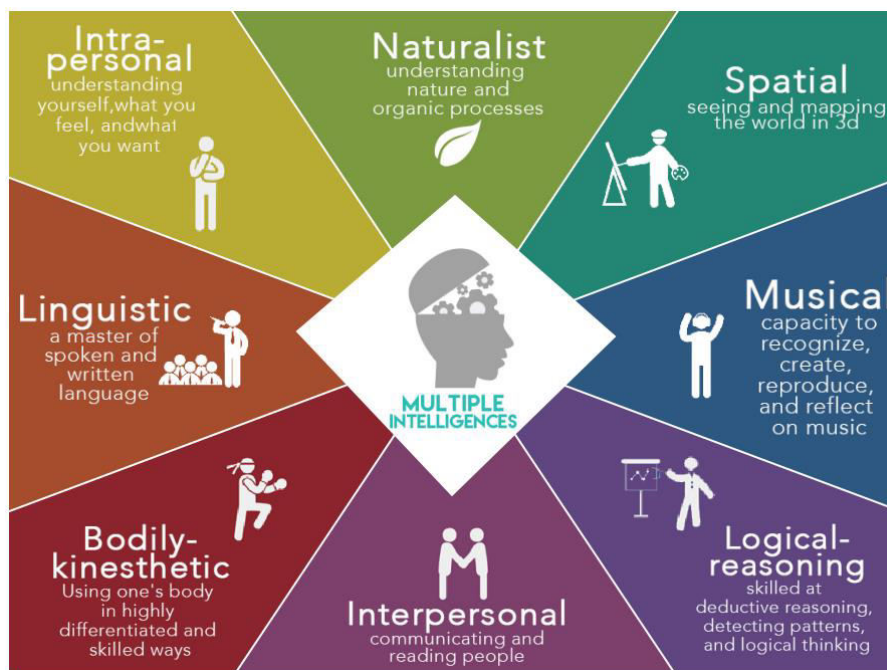 Intra-
personal
understanding
yourself,what you
feel, andwhat
you want
Naturalist
understanding
nature and
organic processes
Spatial
seeing and mapping
the world in 3d
Linguistic
a master of
spoken and
written
language
MULTIPLE
INTELLIGENCES
Musical
capacity to
recognize,
create,
reproduce,
and reflect
on music
Bodily-
kinesthetic
Using one's body
in highly
differentiated and
skilled ways
Interpersonal
communicating and
reading people
Logical-
reasoning
skilled at
deductive reasoning,
detecting patterns,
and logical thinking